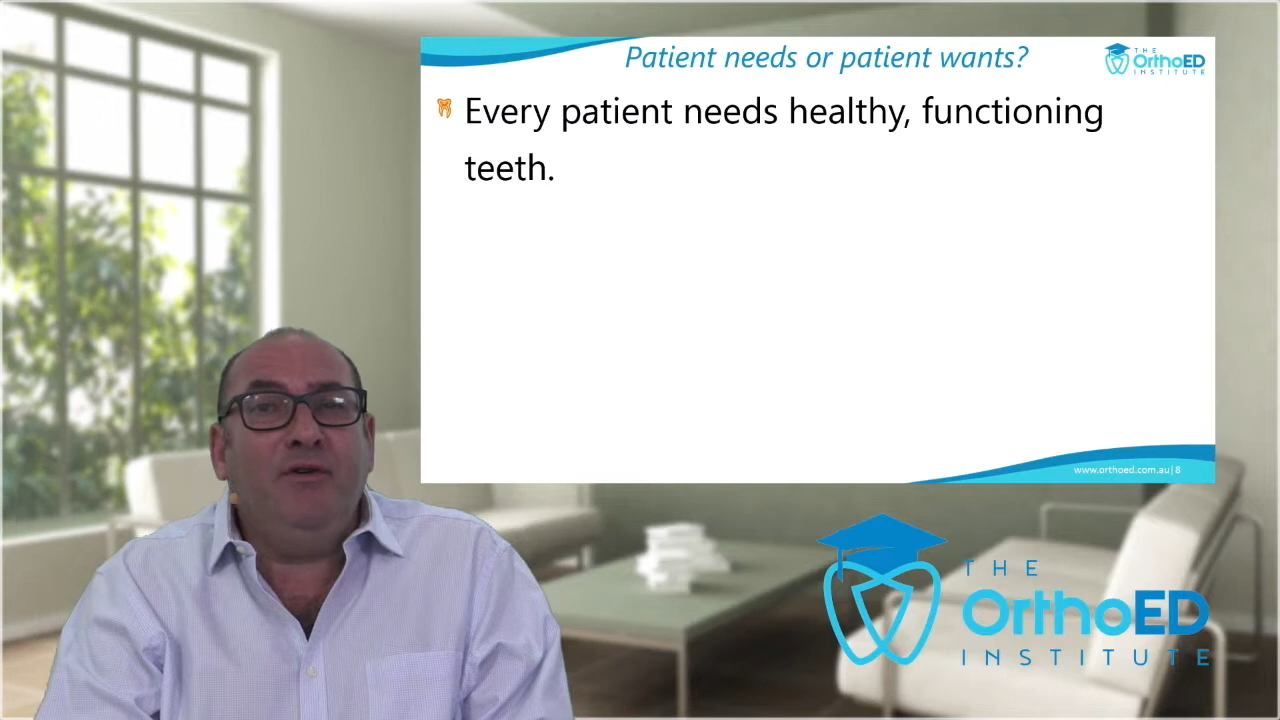 Patient needs or patient wants?
THE
OrthoED
INSTITUTE
Every patient needs healthy, functioning
teeth.
www.orthoed.com.au|8
THE
OrthoED
INSTITUTE